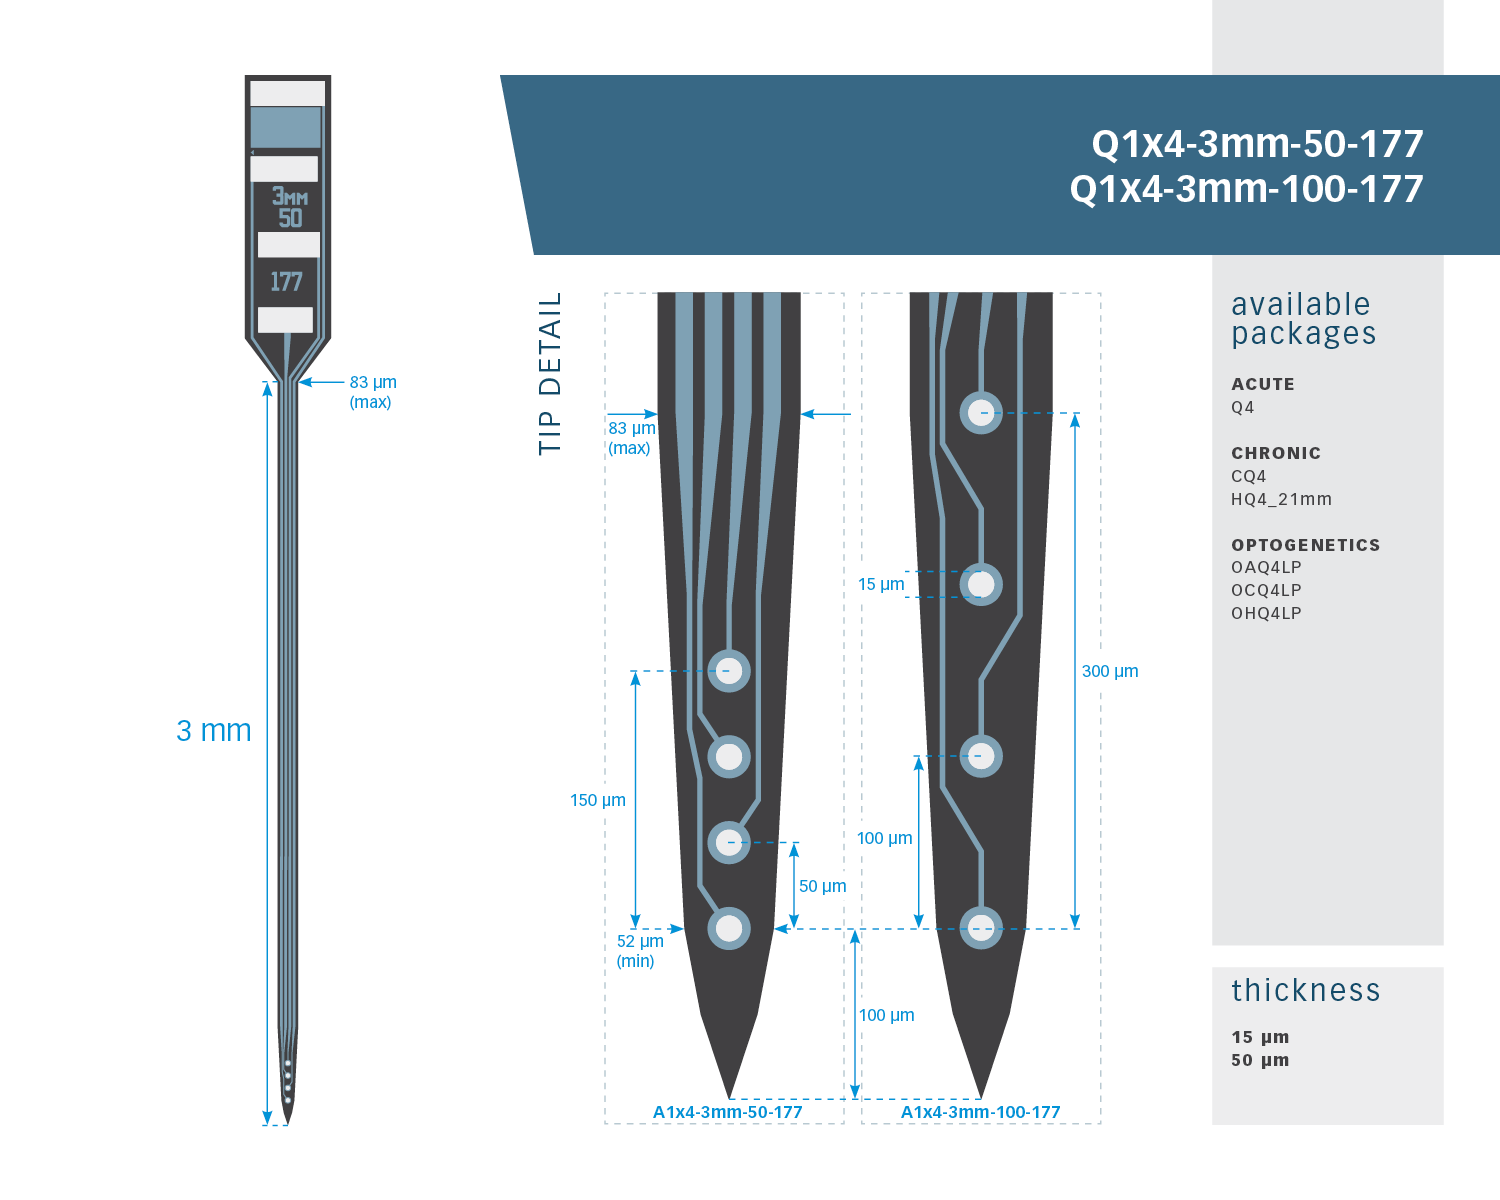 Q1x4-3mm-50-177
Q1x4-3mm-100-177
3MM
50
177
83 µm
(max)
3 mm
TIP DETAIL
83 µm
(max)
150 µm
50 µm
52 µm
(min)
A1x4-3mm-50-177
15 µm
300 µm
100 µm
100 µm
A1x4-3mm-100-177
available
packages
ACUTE
Q4
CHRONIC
CQ4
HQ4_21mm
OPTOGENETICS
OAQ4LP
OCQ4LP
OHQ4LP
thickness
15 µm
50 µm